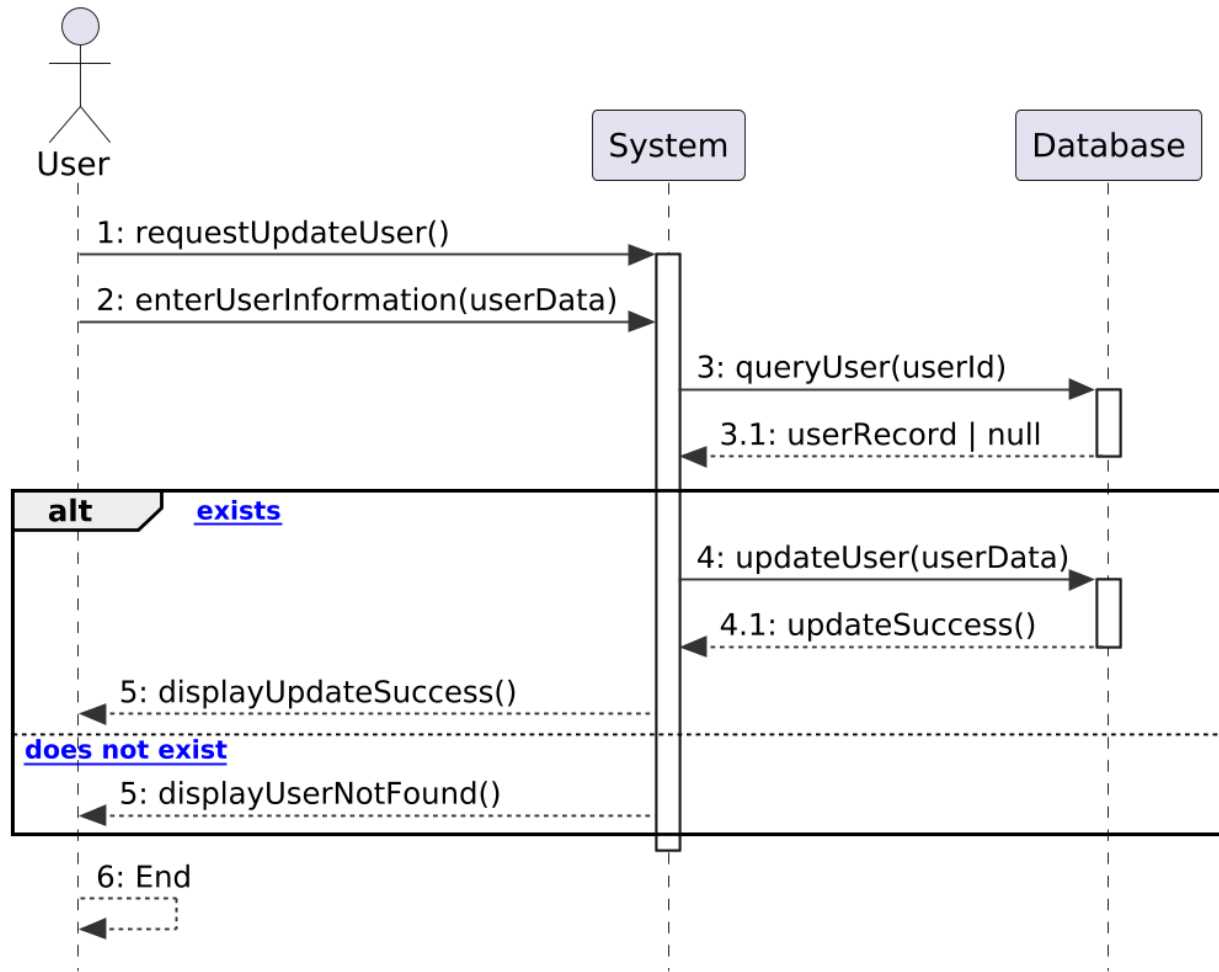 User
System
Database
1: requestUpdateUser()
2: enterUserInformation(userData)
3: queryUser(userId)
3.1: userRecord | null
alt
exists
4: updateUser(userData)
4.1: updateSuccess()
5: displayUpdateSuccess()
does not exist
5: displayUserNotFound()
6: End